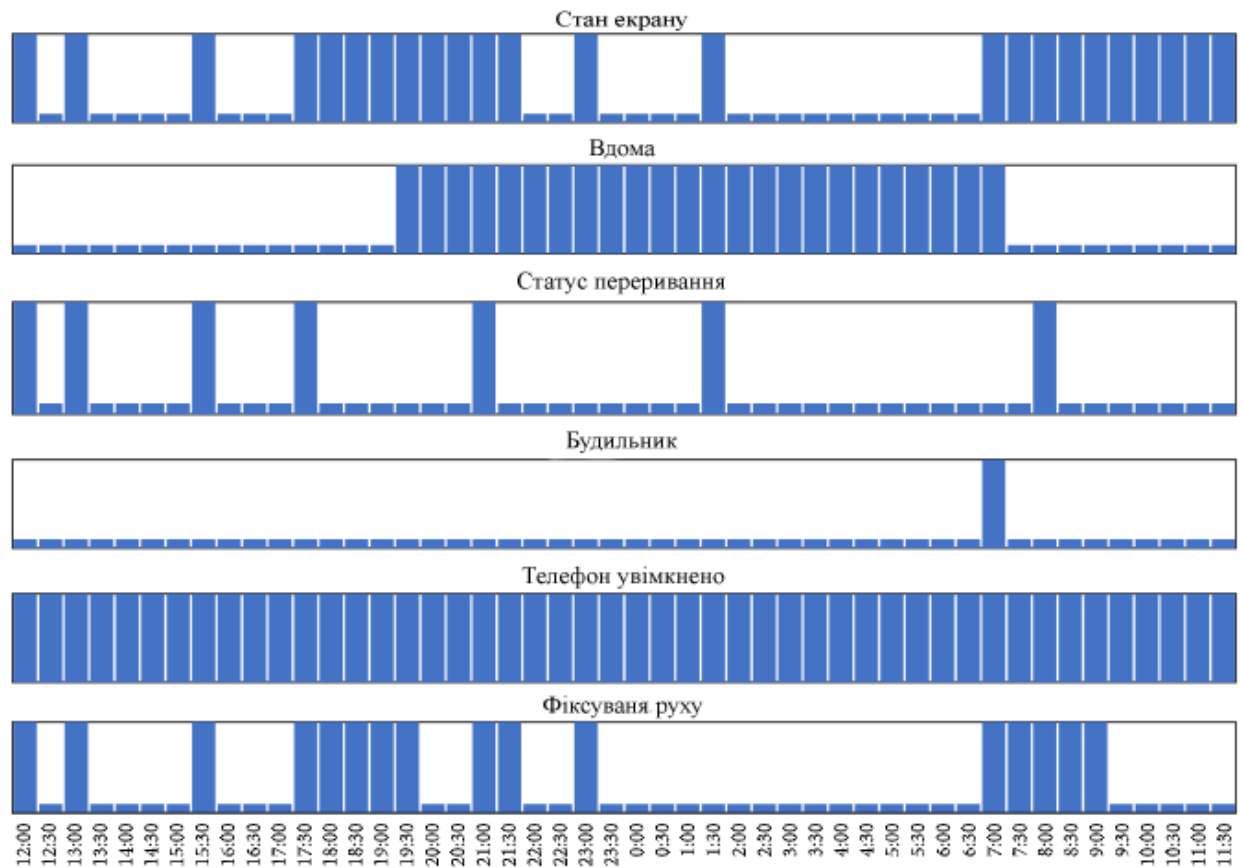 Стан екрану
Вдома
Статус переривання
Будильник
Телефон увімкнено
Фіксуваня руху
12:00 12:30 13:00 13:30 14:00 14:30 15:00 15:30 16:00 16:30 17:00 17:30 18:00 18:30 19:00 19:30 20:00 20:30 21:00 21:30 22:00 22:30 23:00 23:30 0:00 0:30 1:00 1:30 2:00 2:30 3:00 3:30 4:00 4:30 5:00 5:30 6:00 6:30 7:00 7:30 8:00 8:30 9:00 9:30 10:00 10:30 11:00 11:30